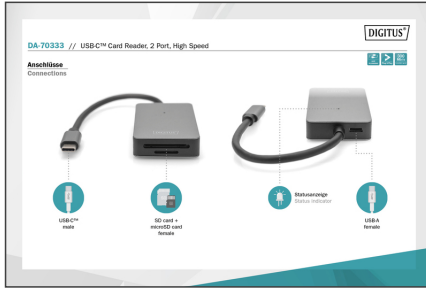 DIGITUS®
DA-70333 // USB-C™ Card Reader, 2 Port, High Speed
Anschlüsse
Connections
USB-C™
male
SD card +
microSD card
female
Statusanzeige
Status indicator
USB-A
female